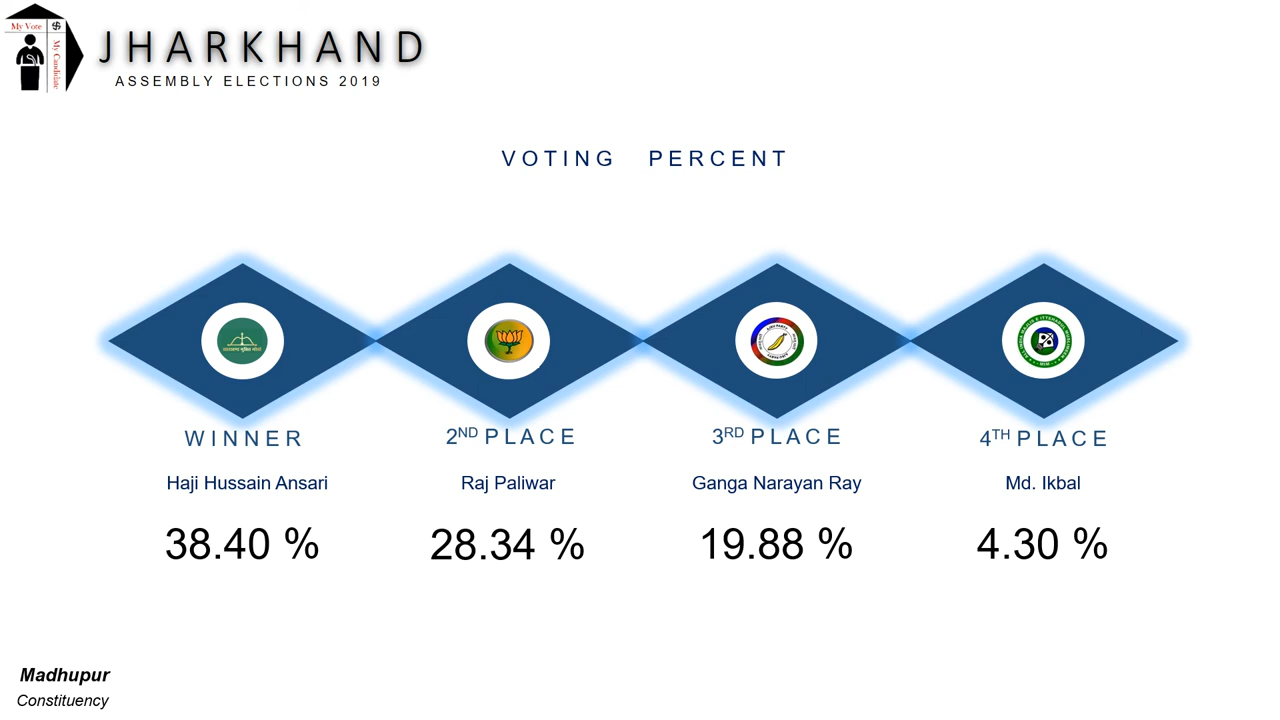 My Vote
My Candidate
JHARKHAND
ASSEMBLY ELECTIONS 2019
VOTING PERCENT
WINNER
2ND PLACE
3RD PLACE
4TH PLACE
Haji Hussain Ansari
Raj Paliwar
Ganga Narayan Ray
Md. Ikbal
38.40 %
28.34 %
19.88 %
4.30 %
Madhupur
Constituency